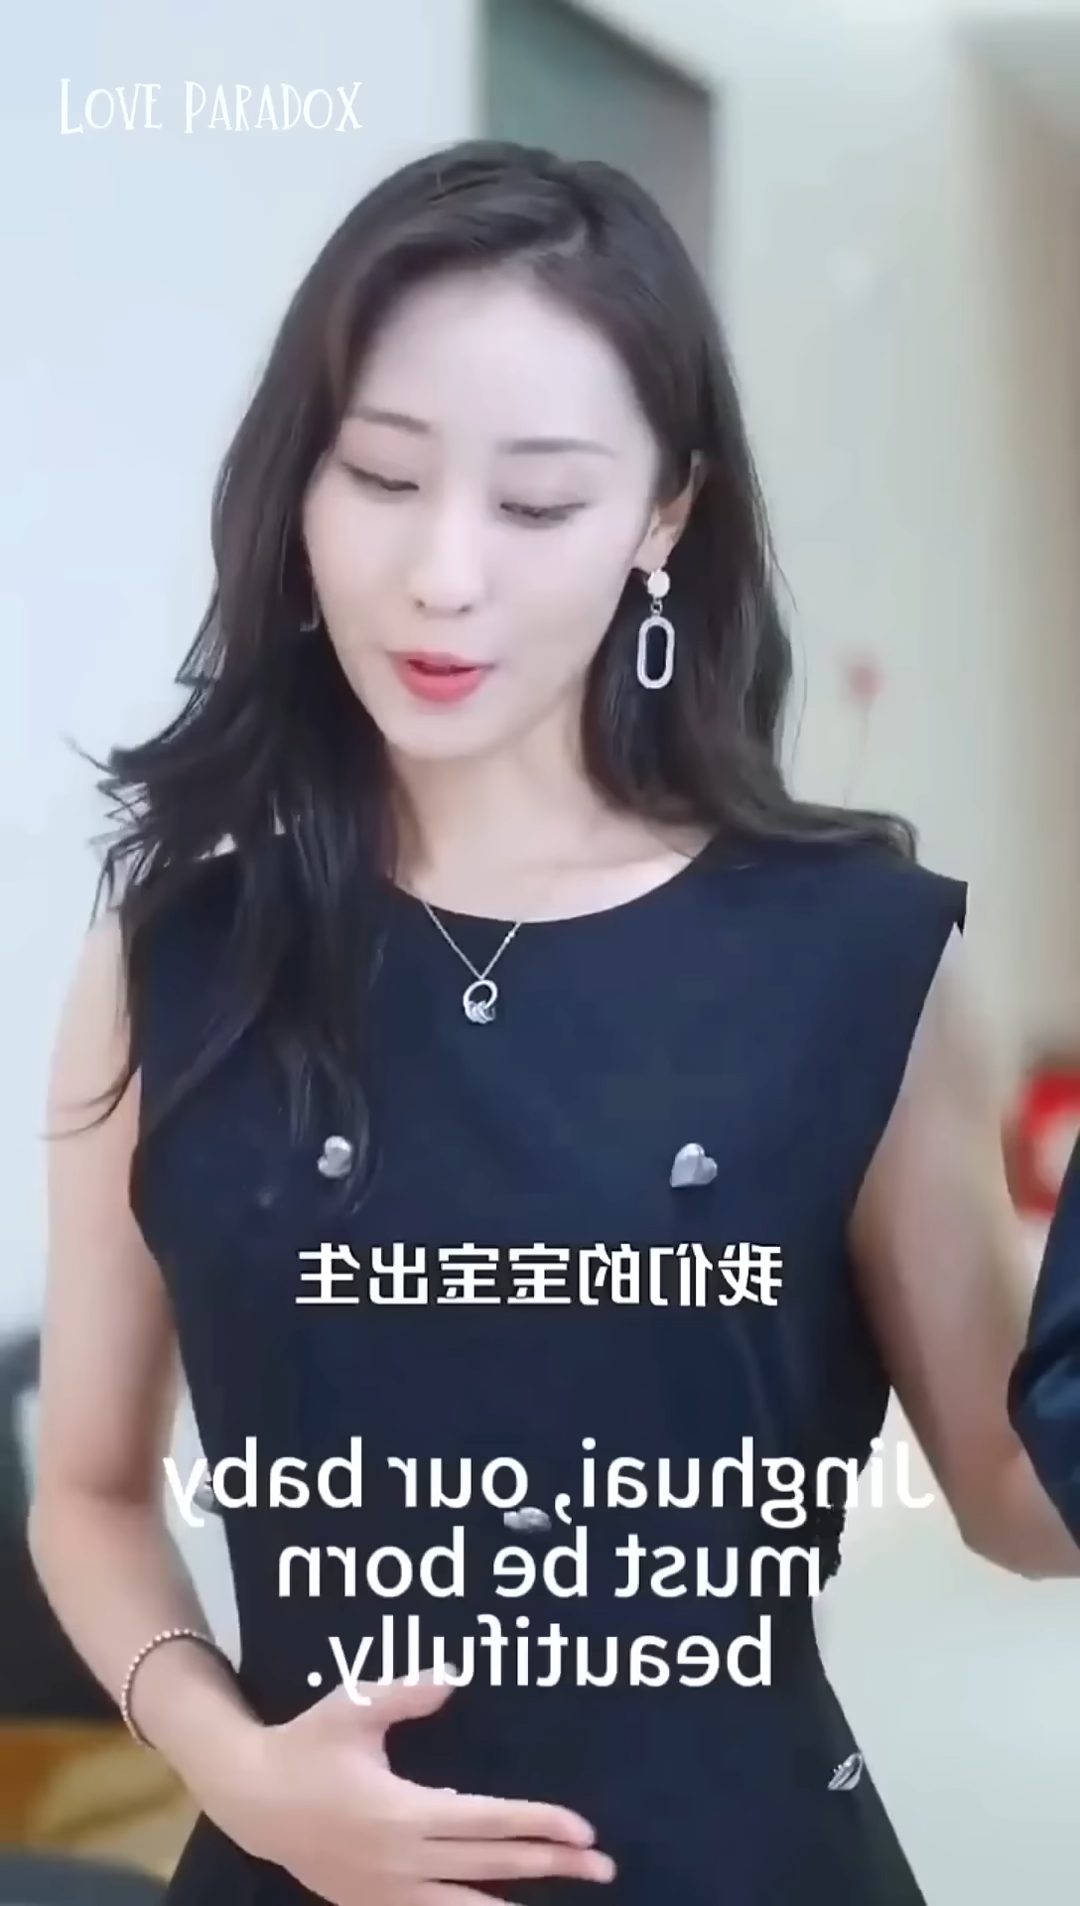 LOVE PARADOX
我们的宝宝出生
Jinghuai, our baby
must be born
beautifully.